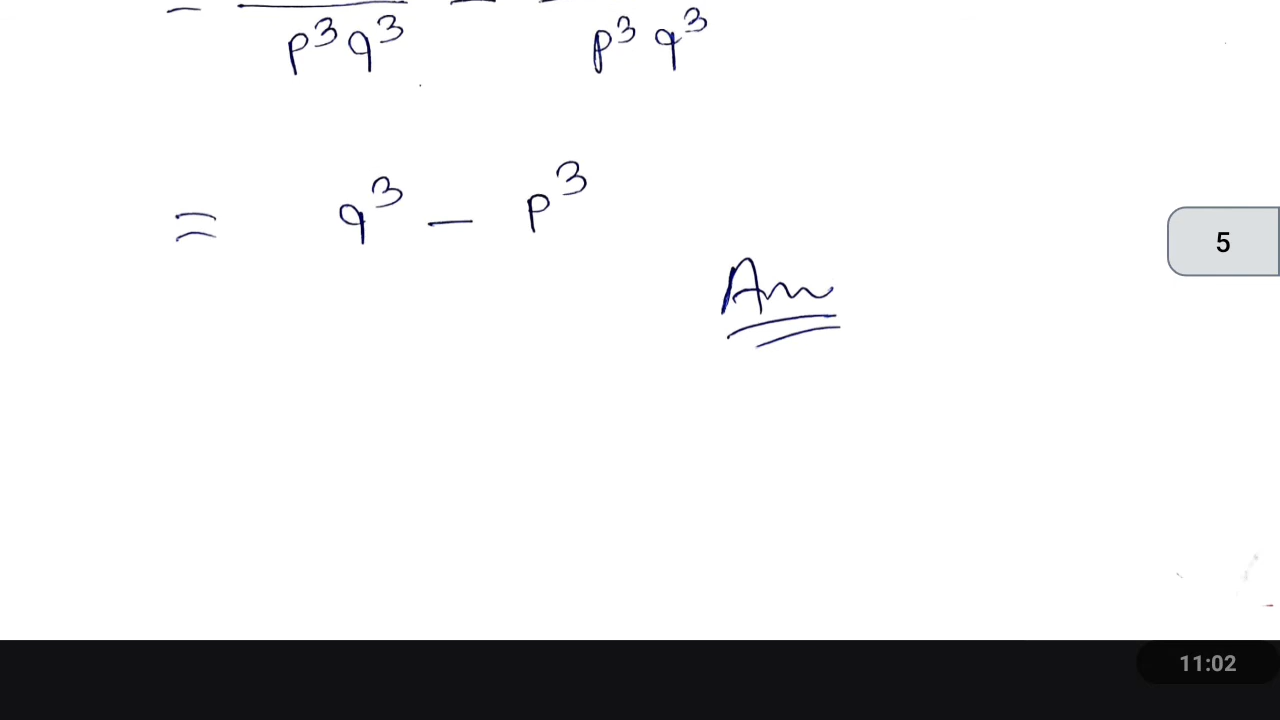 = ――― − ―――
p³q³ p³q³
= q³ − p³
5
Ans
11:02